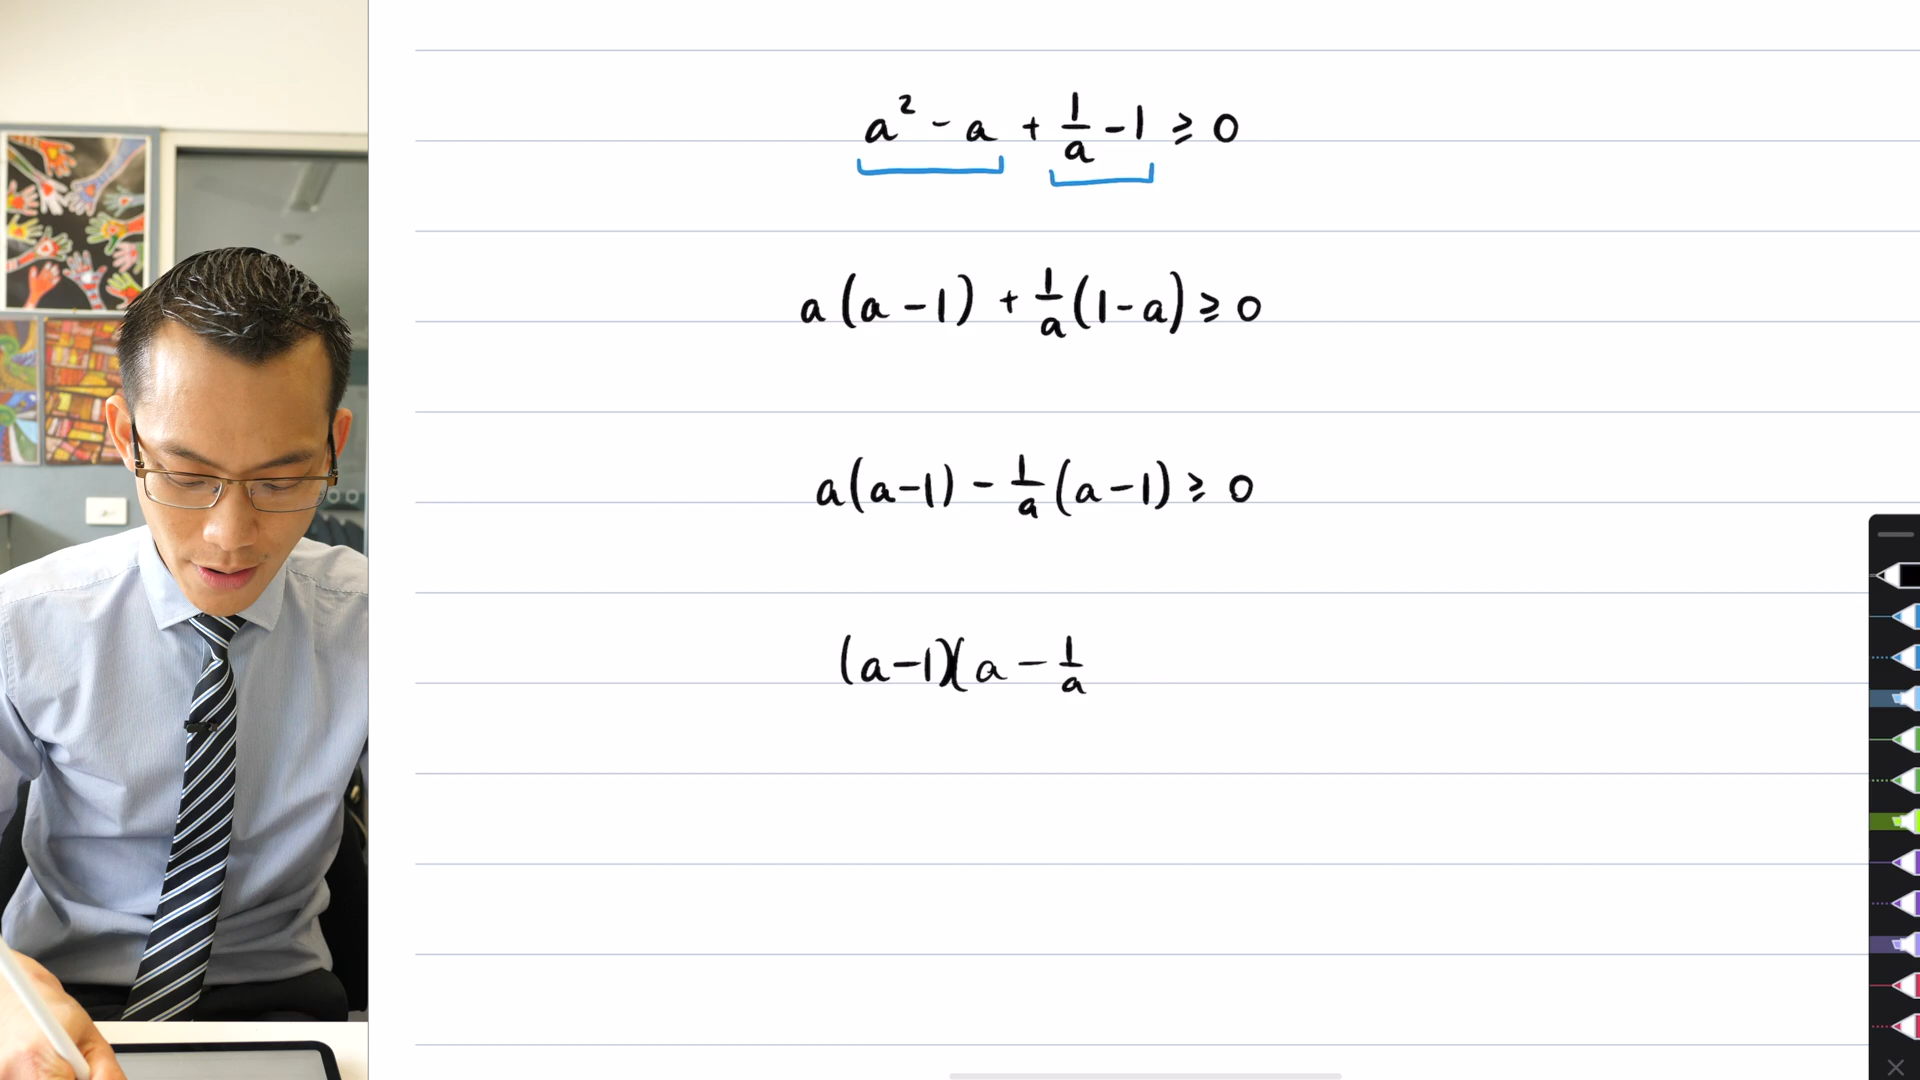 a² - a + 1/a - 1 ⩾ 0
a(a - 1) + 1/a(1 - a) ⩾ 0
a(a-1) - 1/a(a-1) ⩾ 0
(a-1)(a - 1/a